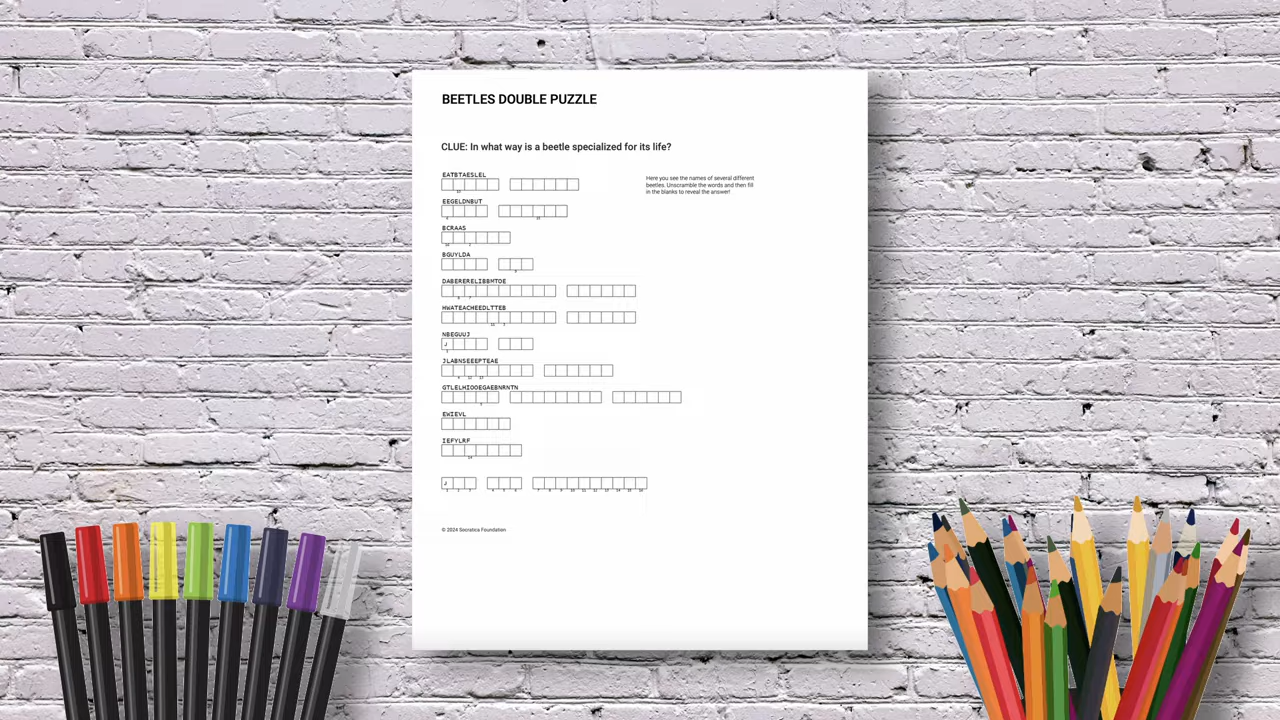 BEETLES DOUBLE PUZZLE
CLUE: In what way is a beetle specialized for its life?
Here you see the names of several different
beetles. Unscramble the words and then fill
in the blanks to reveal the answer!
EATBTAESLEL
EEGELDNBUT
BCRAAS
BGUYLDA
DABERERELIBBMTOE
HWATEACHEEDLTTEB
NBEGUUJ
J
JLABNSEEEPTEAE
GTLELHIODEGAEBNRNTN
EWIEVL
IEFYLRF
J
© 2024 Socratica Foundation